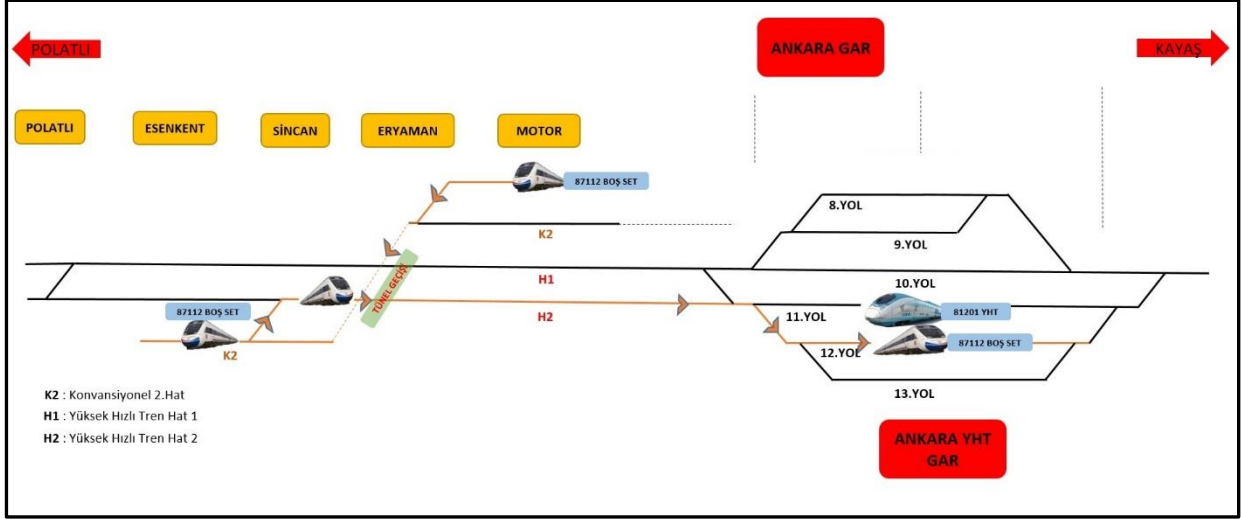 POLATLI
ANKARA GAR
KAYAŞ
POLATLI
ESENKENT
SİNCAN
ERYAMAN
MOTOR
87112 BOŞ SET
8.YOL
K2
9.YOL
TÜNEL GEÇİŞİ
H1
10.YOL
87112 BOŞ SET
H2
11.YOL
81201 YHT
12.YOL
87112 BOŞ SET
K2
13.YOL
K2 : Konvansiyonel 2.Hat
H1 : Yüksek Hızlı Tren Hat 1
H2 : Yüksek Hızlı Tren Hat 2
ANKARA YHT
GAR